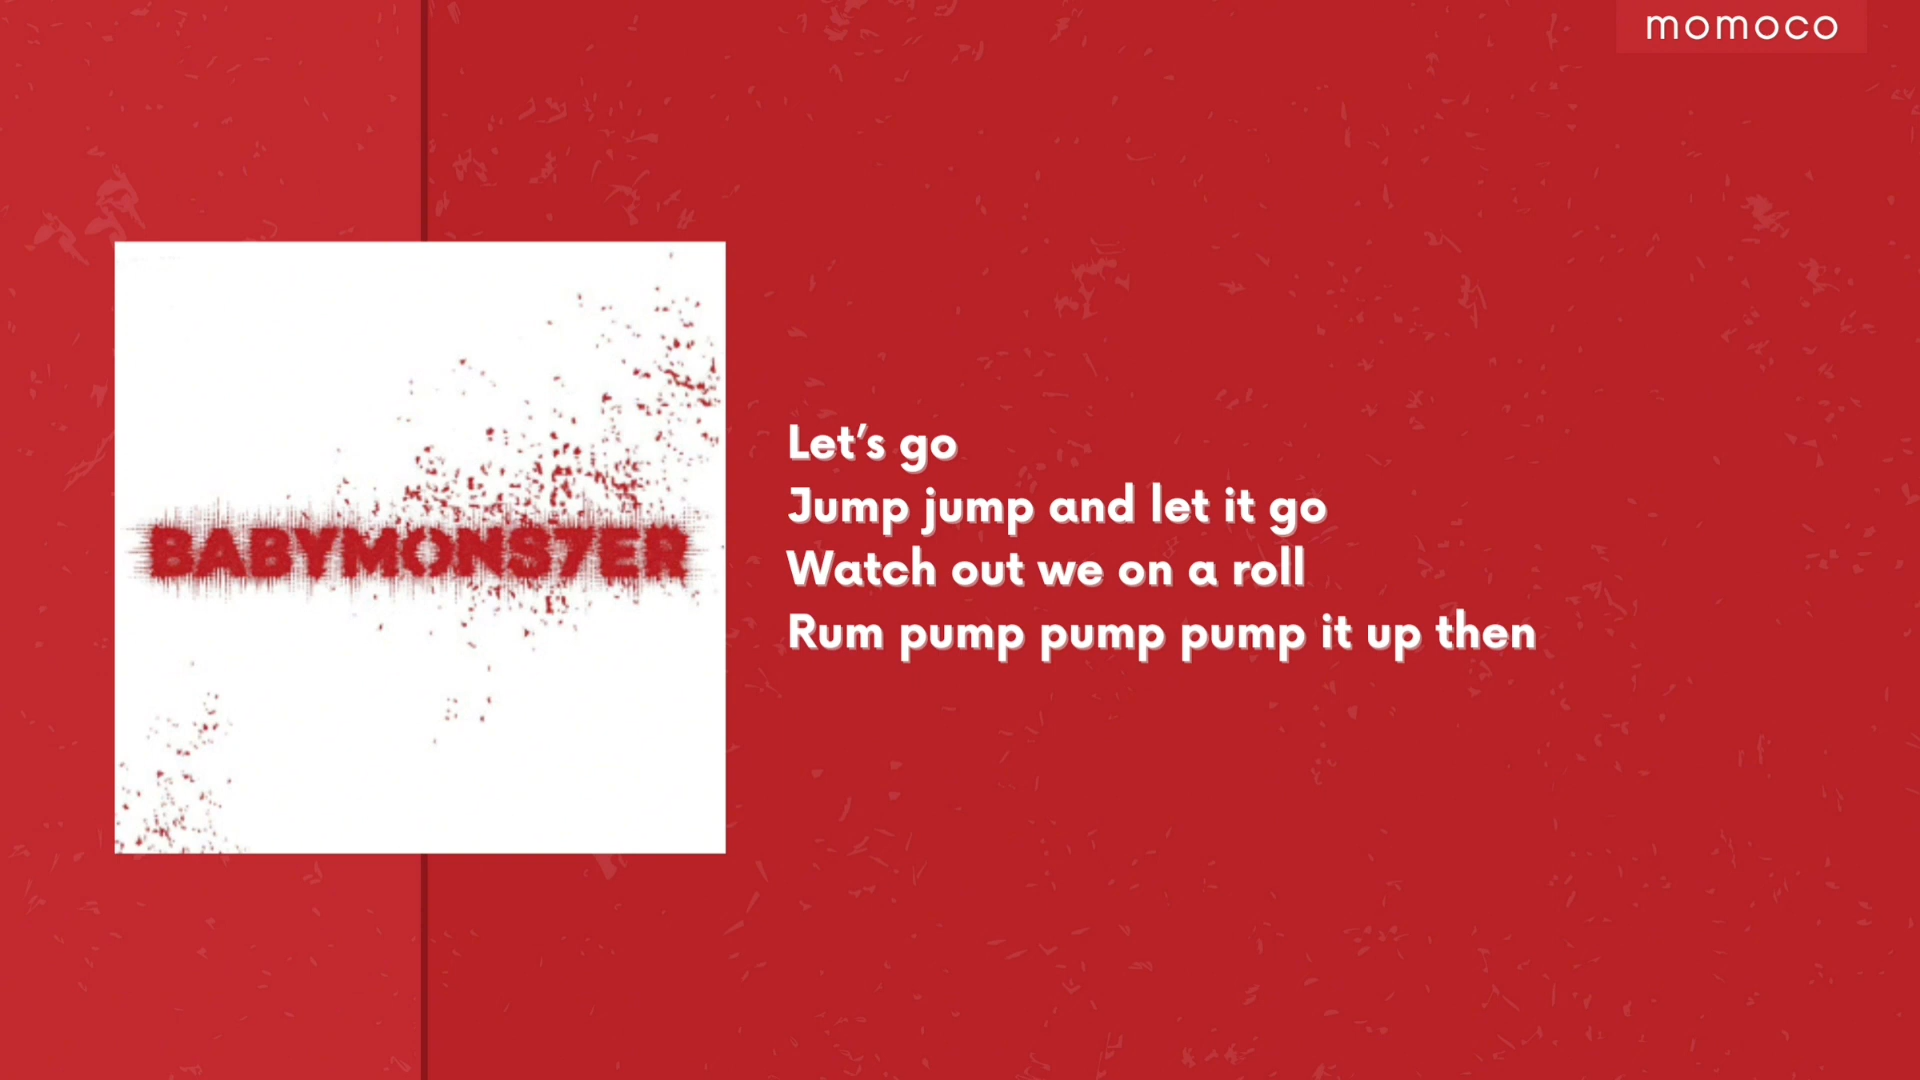 momoco
BABYMONS7ER
Let's go
Jump jump and let it go
Watch out we on a roll
Rum pump pump pump it up then